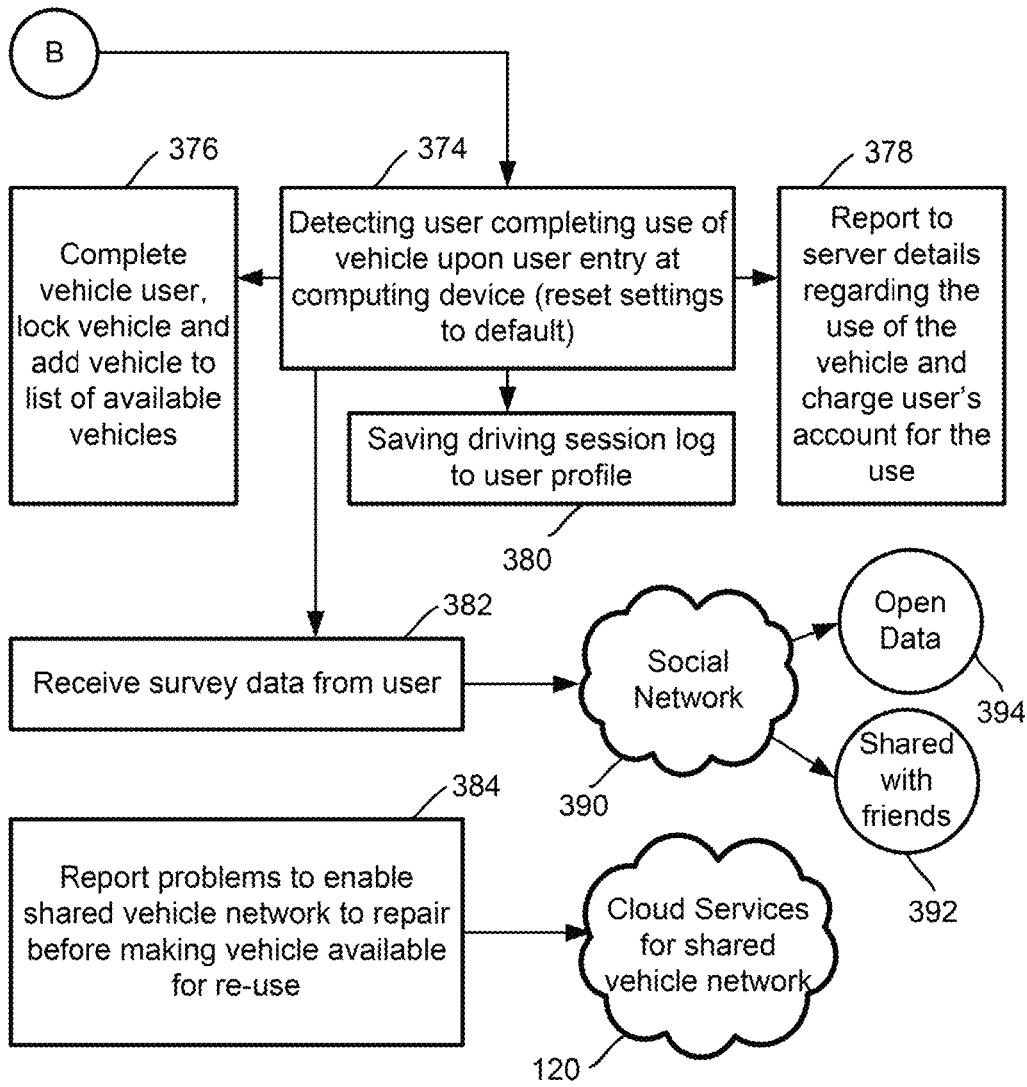 B
376
374
378
Complete
vehicle user,
lock vehicle and
add vehicle to
list of available
vehicles
Detecting user completing use of
vehicle upon user entry at
computing device (reset settings
to default)
Report to
server details
regarding the
use of the
vehicle and
charge user's
account for the
use
Saving driving session log
to user profile
380
382
Receive survey data from user
Social
Network
390
Open
Data
394
Shared
with
friends
392
384
Report problems to enable
shared vehicle network to repair
before making vehicle available
for re-use
Cloud Services
for shared
vehicle network
120